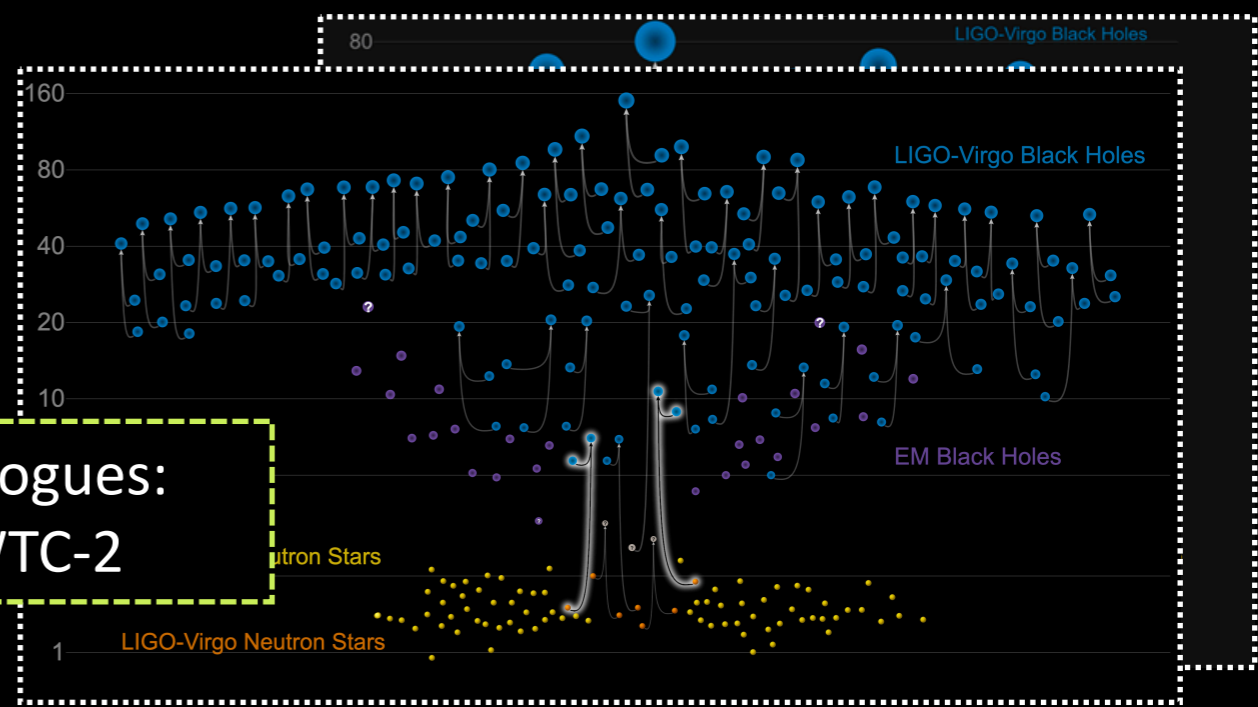 80
LIGO-Virgo Black Holes
160
LIGO-Virgo Black Holes
80
40
20
?
?
10
EM Black Holes
ogues:
TC-2
utron Stars
LIGO-Virgo Neutron Stars
1